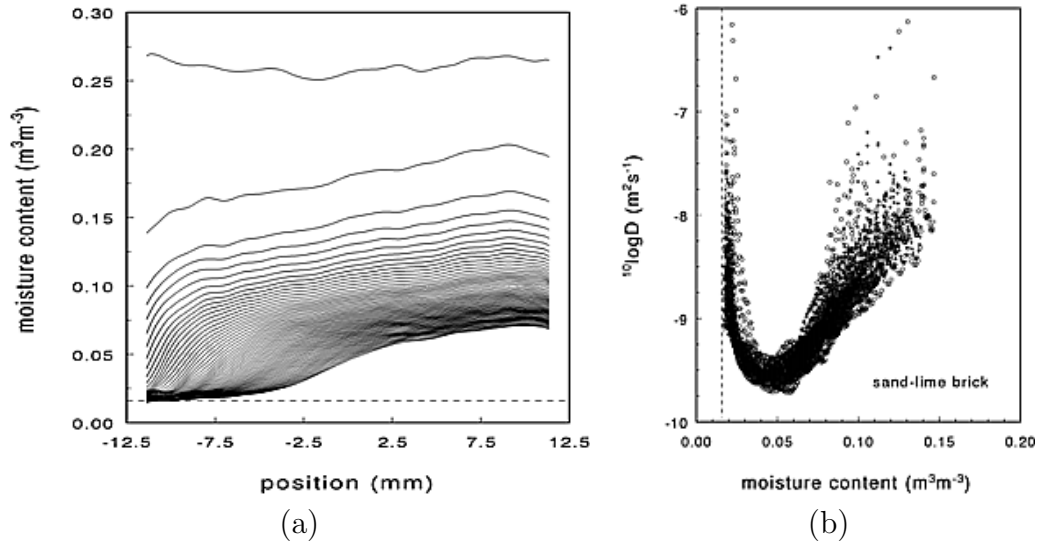 0.30
0.25
0.20
0.15
0.10
0.05
0.00
moisture content (m³m⁻³)
-12.5 -7.5 -2.5 2.5 7.5 12.5
position (mm)
(a)
-6
-7
-8
-9
-10
¹⁰logD (m²s⁻¹)
sand-lime brick
0.00 0.05 0.10 0.15 0.20
moisture content (m³m⁻³)
(b)